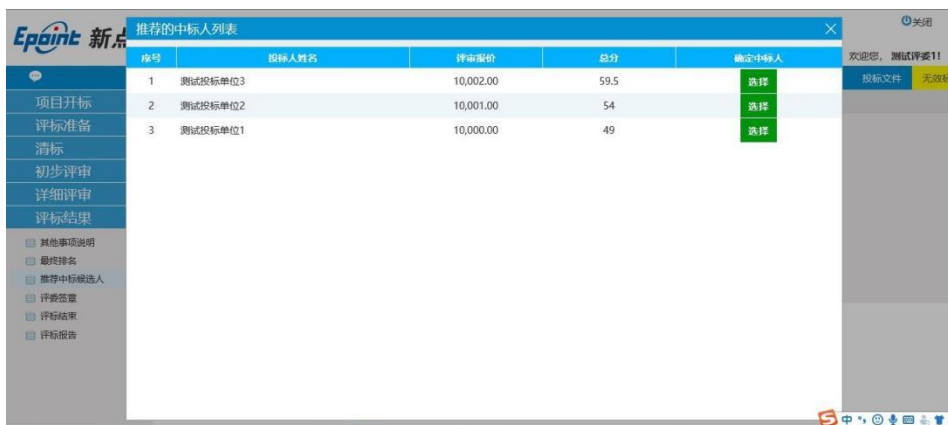 Epoint 新点
推荐的中标人列表
关闭
欢迎您，测试评委1!
序号 投标人姓名 评审报价 总分 确定中标人
1 测试投标单位3 10,002.00 59.5 选择
2 测试投标单位2 10,001.00 54 选择
3 测试投标单位1 10,000.00 49 选择
投标文件 无效标
项目开标
评标准备
清标
初步评审
详细评审
评标结果
其他事项说明
最终排名
推荐中标候选人
评委签章
评标结束
评标报告
中